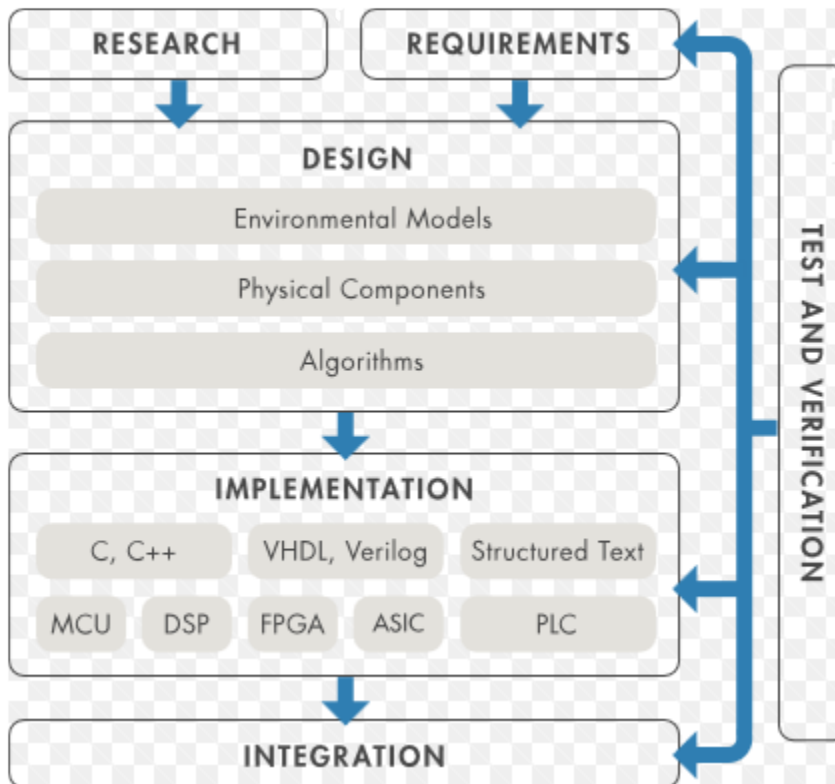 RESEARCH
REQUIREMENTS
DESIGN
Environmental Models
Physical Components
Algorithms
IMPLEMENTATION
C, C++
VHDL, Verilog
Structured Text
MCU
DSP
FPGA
ASIC
PLC
INTEGRATION
TEST AND VERIFICATION